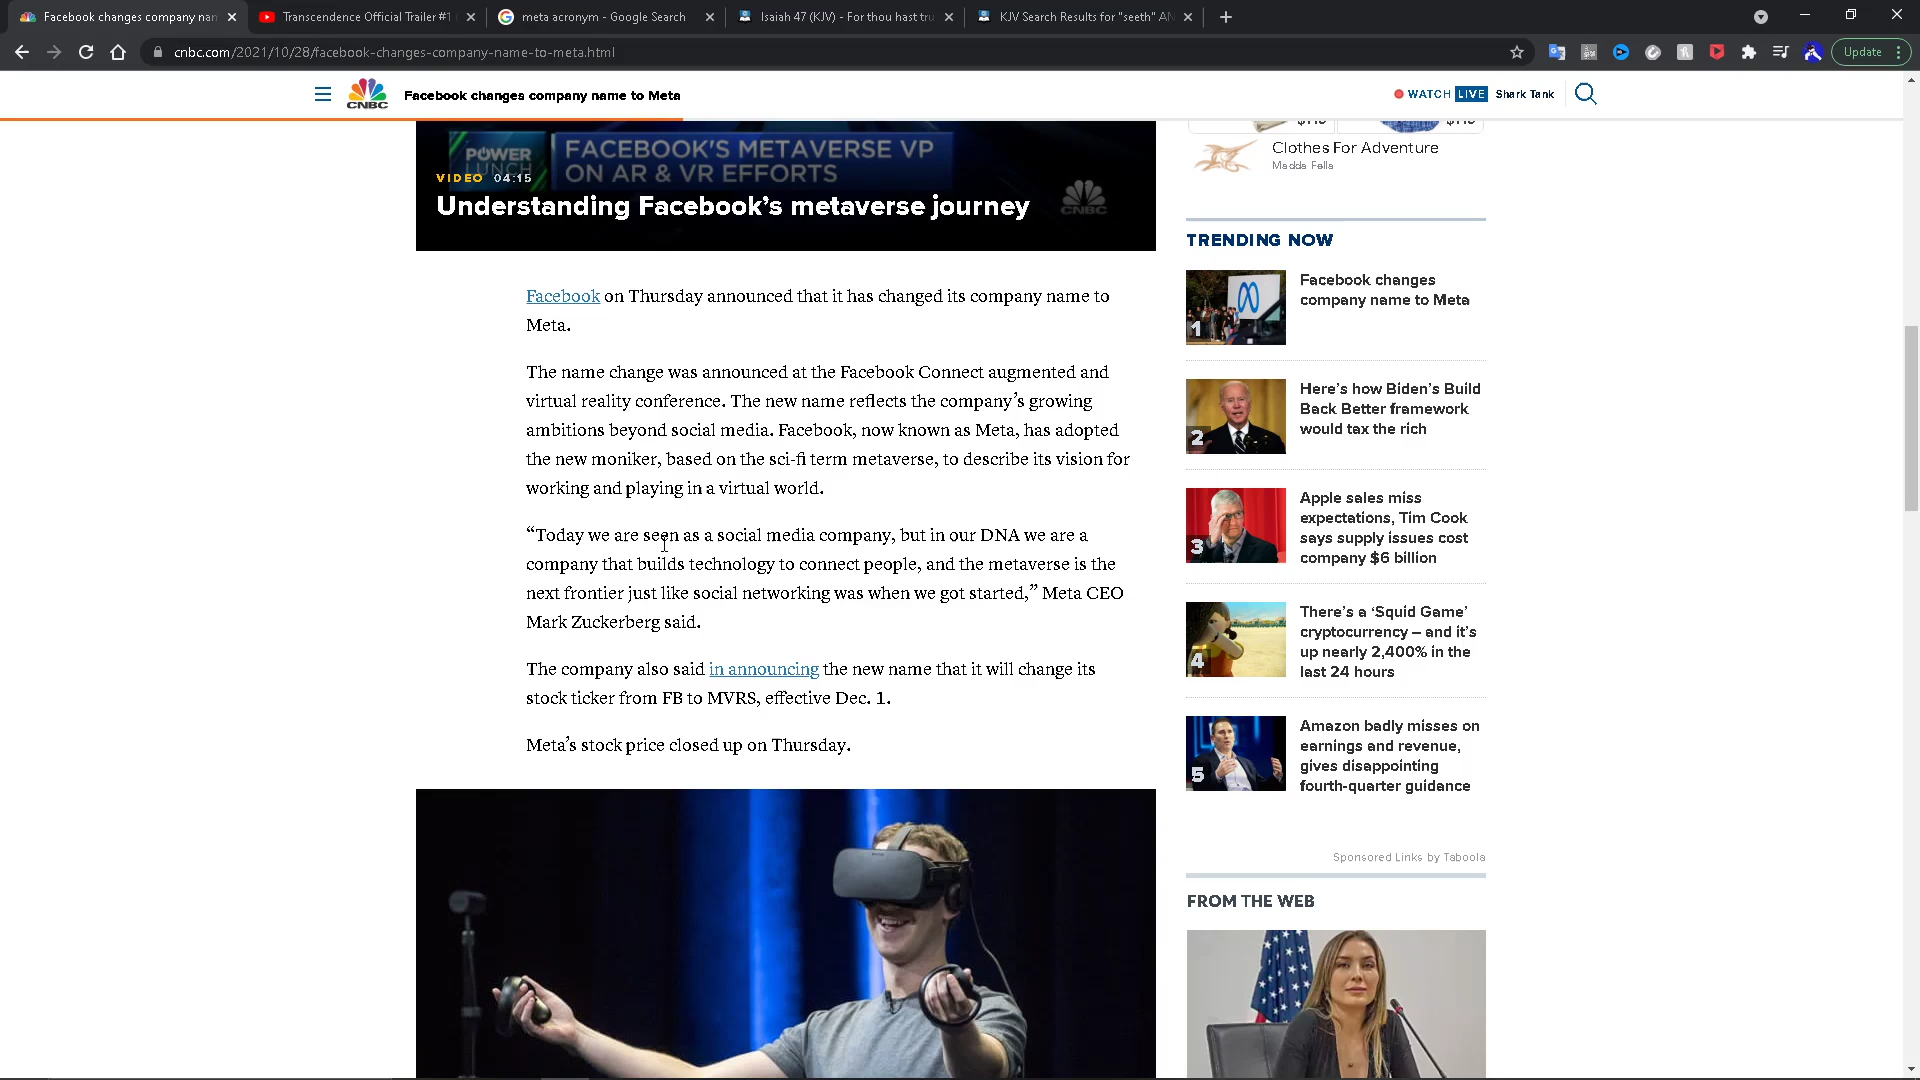 Facebook changes company nan
Transcendence Official Trailer #1
meta acronym - Google Search
Isaiah 47 (KJV) - For thou hast tru
KJV Search Results for "seeth" AN
cnbc.com/2021/10/28/facebook-changes-company-name-to-meta.html
Update
CNBC
Facebook changes company name to Meta
WATCH LIVE Shark Tank
POWER LUNCH
FACEBOOK'S METAVERSE VP
ON AR & VR EFFORTS
VIDEO 04:15
Understanding Facebook’s metaverse journey
CNBC
Facebook on Thursday announced that it has changed its company name to
Meta.
The name change was announced at the Facebook Connect augmented and
virtual reality conference. The new name reflects the company’s growing
ambitions beyond social media. Facebook, now known as Meta, has adopted
the new moniker, based on the sci-fi term metaverse, to describe its vision for
working and playing in a virtual world.
“Today we are seen as a social media company, but in our DNA we are a
company that builds technology to connect people, and the metaverse is the
next frontier just like social networking was when we got started,” Meta CEO
Mark Zuckerberg said.
The company also said in announcing the new name that it will change its
stock ticker from FB to MVRS, effective Dec. 1.
Meta’s stock price closed up on Thursday.
Clothes For Adventure
Madda Fella
TRENDING NOW
1
Facebook changes
company name to Meta
2
Here’s how Biden’s Build
Back Better framework
would tax the rich
3
Apple sales miss
expectations, Tim Cook
says supply issues cost
company $6 billion
4
There’s a ‘Squid Game’
cryptocurrency – and it’s
up nearly 2,400% in the
last 24 hours
5
Amazon badly misses on
earnings and revenue,
gives disappointing
fourth-quarter guidance
Sponsored Links by Taboola
FROM THE WEB